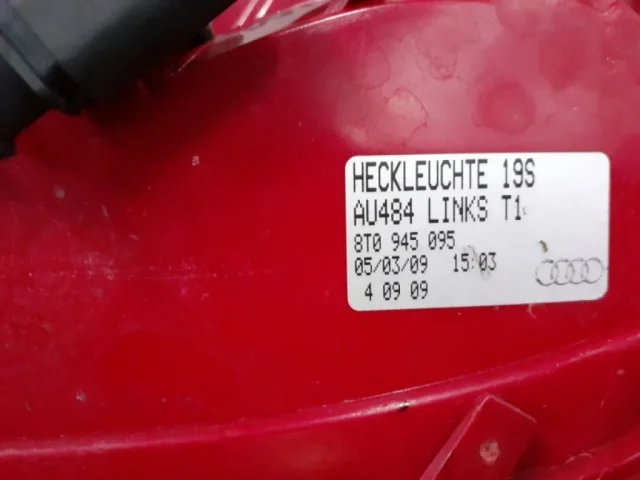 HECKLEUCHTE 19S
AU484 LINKS T1
8T0 945 095
05/03/09 15:03
4 09 09